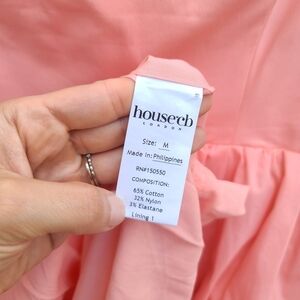 house of cb
LONDON
Size: M
Made in: Philippines
RN#150550
COMPOSITION:
65% Cotton
32% Nylon
3% Elastane
Lining 1